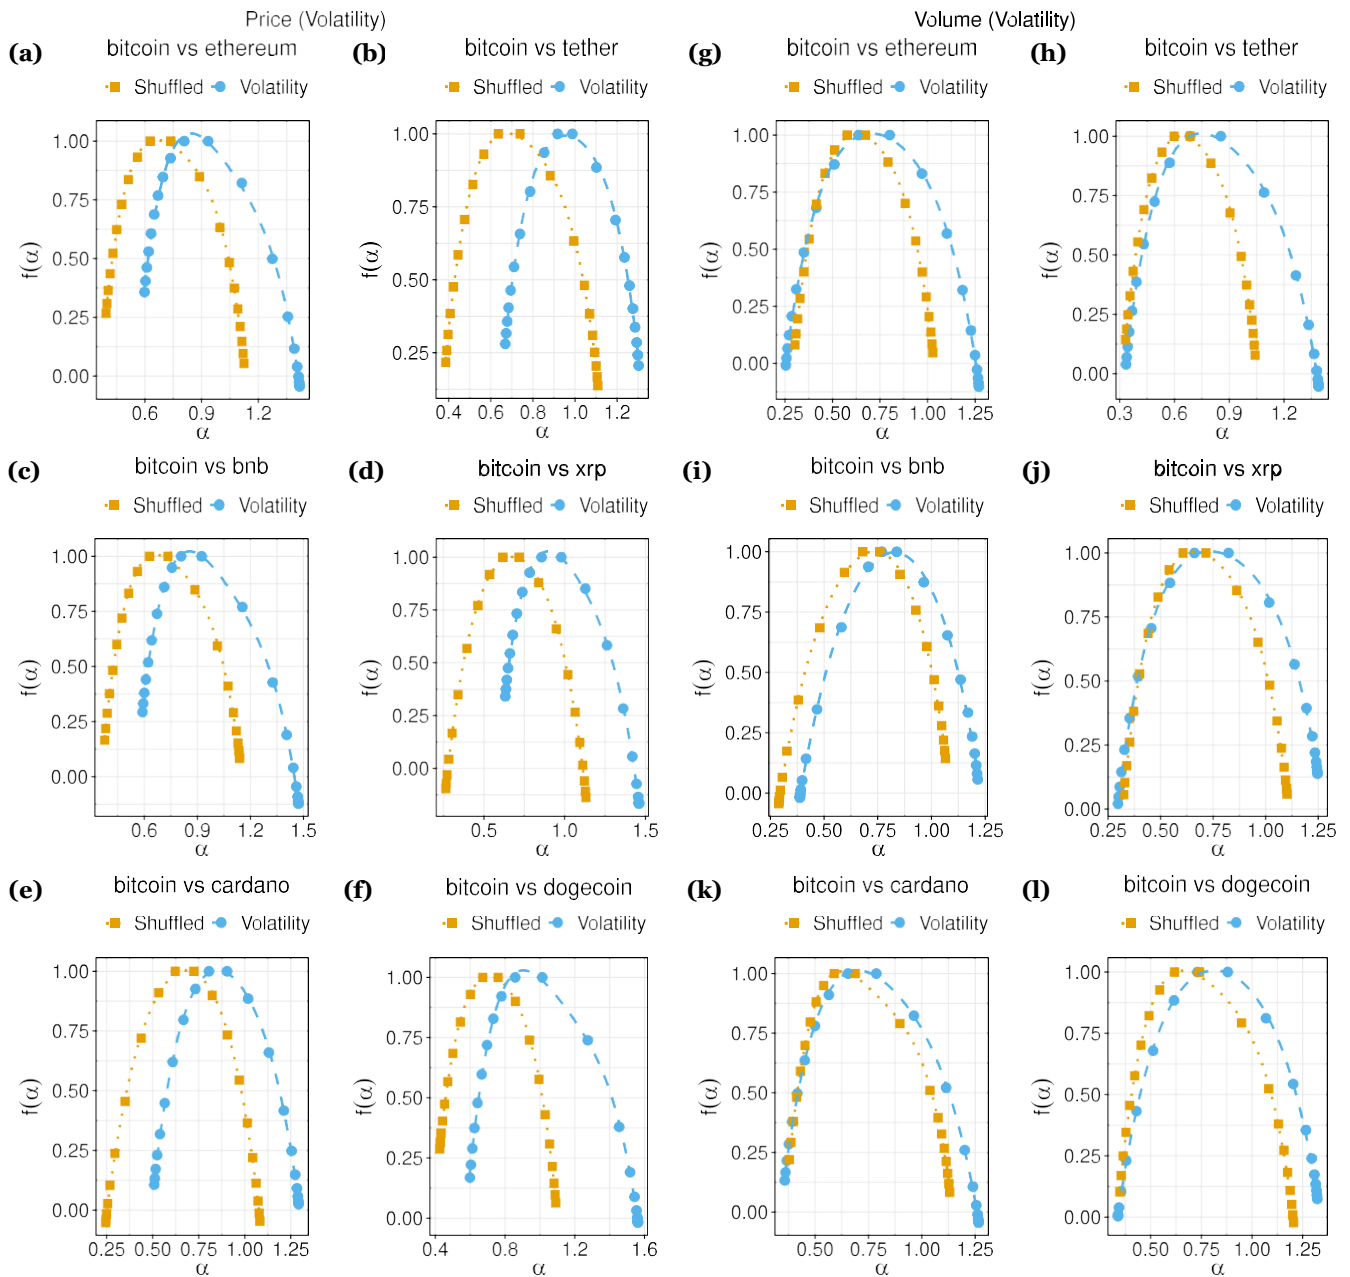 Price (Volatility)
Volume (Volatility)
(a) bitcoin vs ethereum
Shuffled Volatility
1.00
0.75
0.50
0.25
0.00
f(α)
0.6 0.9 1.2
α
(b) bitcoin vs tether
Shuffled Volatility
1.00
0.75
0.50
0.25
f(α)
0.4 0.6 0.8 1.0 1.2
α
(g) bitcoin vs ethereum
Shuffled Volatility
1.00
0.75
0.50
0.25
0.00
f(α)
0.25 0.50 0.75 1.00 1.25
α
(h) bitcoin vs tether
Shuffled Volatility
1.00
0.75
0.50
0.25
0.00
f(α)
0.3 0.6 0.9 1.2
α
(c) bitcoin vs bnb
Shuffled Volatility
1.00
0.75
0.50
0.25
0.00
f(α)
0.6 0.9 1.2 1.5
α
(d) bitcoin vs xrp
Shuffled Volatility
1.00
0.75
0.50
0.25
0.00
f(α)
0.5 1.0 1.5
α
(i) bitcoin vs bnb
Shuffled Volatility
1.00
0.75
0.50
0.25
0.00
f(α)
0.25 0.50 0.75 1.00 1.25
α
(j) bitcoin vs xrp
Shuffled Volatility
1.00
0.75
0.50
0.25
0.00
f(α)
0.25 0.50 0.75 1.00 1.25
α
(e) bitcoin vs cardano
Shuffled Volatility
1.00
0.75
0.50
0.25
0.00
f(α)
0.25 0.50 0.75 1.00 1.25
α
(f) bitcoin vs dogecoin
Shuffled Volatility
1.00
0.75
0.50
0.25
0.00
f(α)
0.4 0.8 1.2 1.6
α
(k) bitcoin vs cardano
Shuffled Volatility
1.00
0.75
0.50
0.25
0.00
f(α)
0.50 0.75 1.00 1.25
α
(l) bitcoin vs dogecoin
Shuffled Volatility
1.00
0.75
0.50
0.25
0.00
f(α)
0.50 0.75 1.00 1.25
α